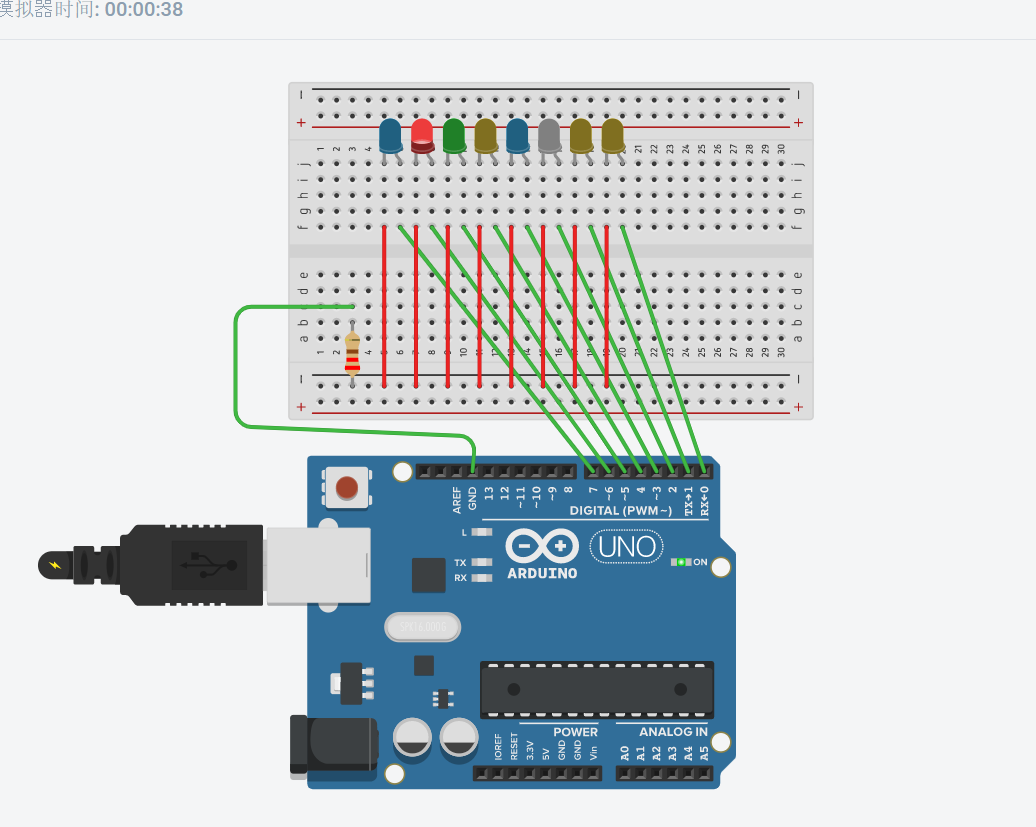 模拟器时间: 00:00:38
− −
+ +
1 2 3 4 21 22 23 24 25 26 27 28 29 30
j j
i i
h h
g g
f f
e e
d d
c c
b b
a a
1 2 3 4 5 6 7 8 9 10 11 12 13 14 15 16 17 18 19 20 21 22 23 24 25 26 27 28 29 30
− −
+ +
AREF GND 13 12 ~11 ~10 ~9 8 7 ~6 ~5 4 ~3 2 TX→1 RX←0
DIGITAL (PWM~)
L
TX
RX
UNO
ARDUINO
ON
POWER ANALOG IN
IOREF RESET 3.3V 5V GND GND Vin A0 A1 A2 A3 A4 A5